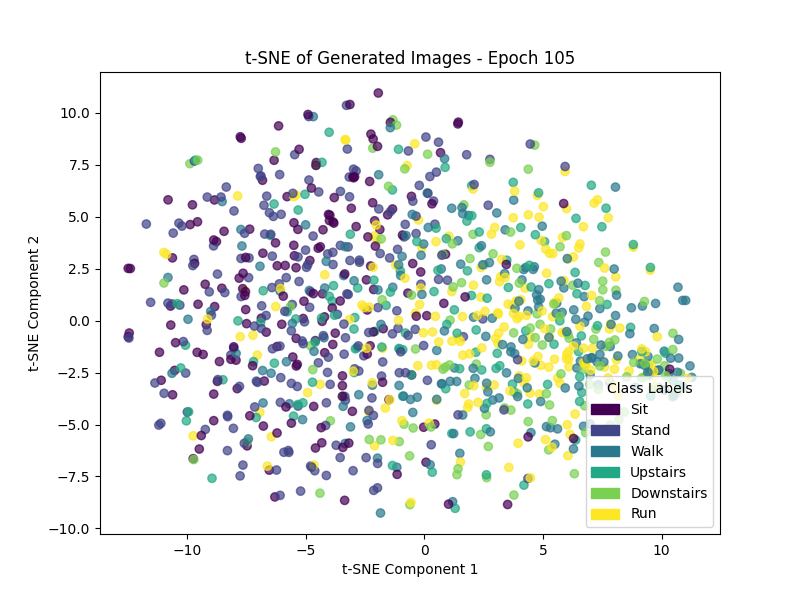 t-SNE of Generated Images - Epoch 105
t-SNE Component 2
10.0
7.5
5.0
2.5
0.0
−2.5
−5.0
−7.5
−10.0
Class Labels
Sit
Stand
Walk
Upstairs
Downstairs
Run
−10
−5
0
5
10
t-SNE Component 1